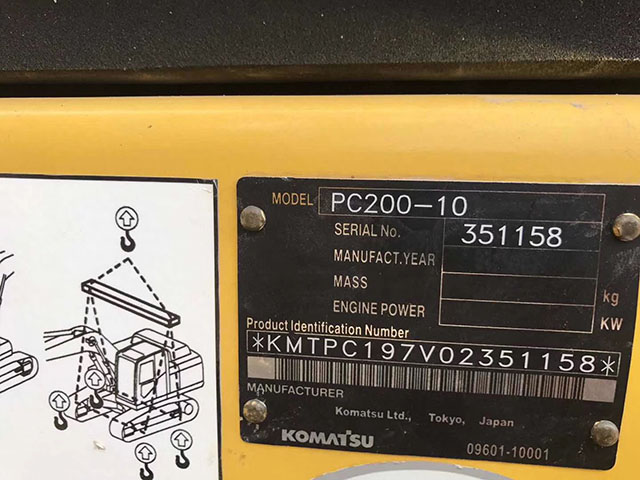 MODEL PC200-10
SERIAL No. 351158
MANUFACT.YEAR
MASS kg
ENGINE POWER KW
Product Identification Number
*KMTPC197V02351158*
MANUFACTURER
Komatsu Ltd., Tokyo, Japan
KOMATSU 09601-10001